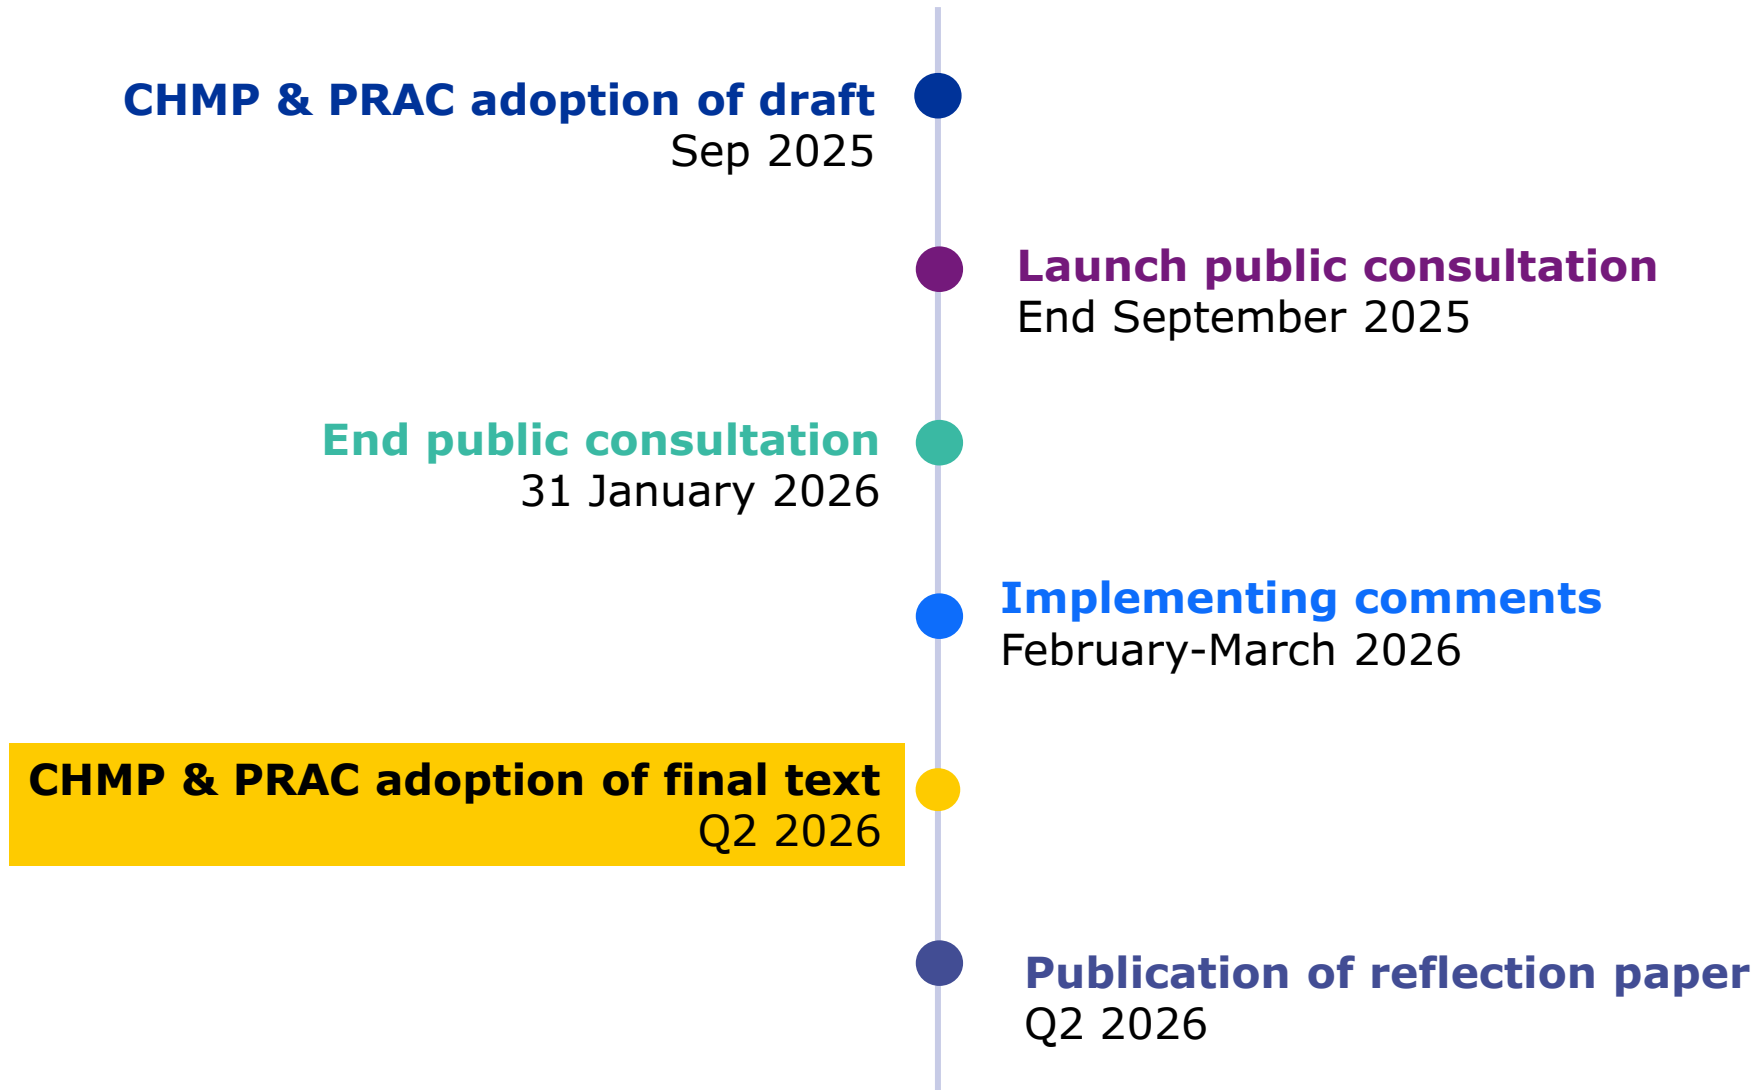 CHMP & PRAC adoption of draft
Sep 2025
Launch public consultation
End September 2025
End public consultation
31 January 2026
Implementing comments
February-March 2026
CHMP & PRAC adoption of final text
Q2 2026
Publication of reflection paper
Q2 2026